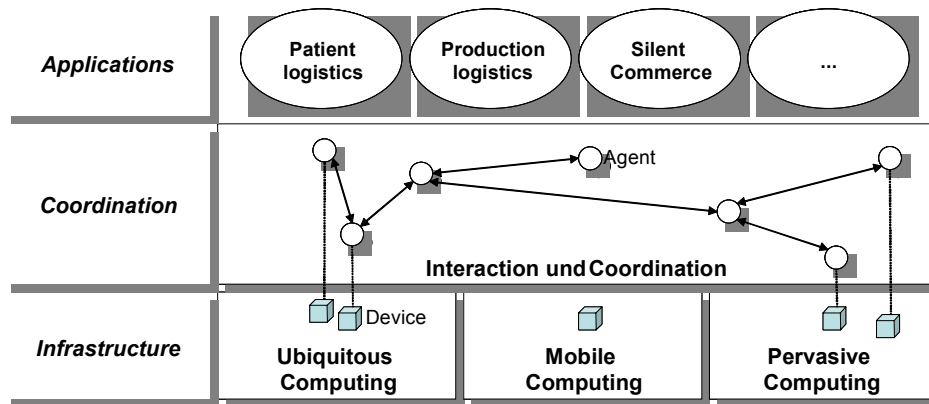 Applications
Patient
logistics
Production
logistics
Silent
Commerce
...
Coordination
Agent
Interaction und Coordination
Infrastructure
Device
Ubiquitous
Computing
Mobile
Computing
Pervasive
Computing